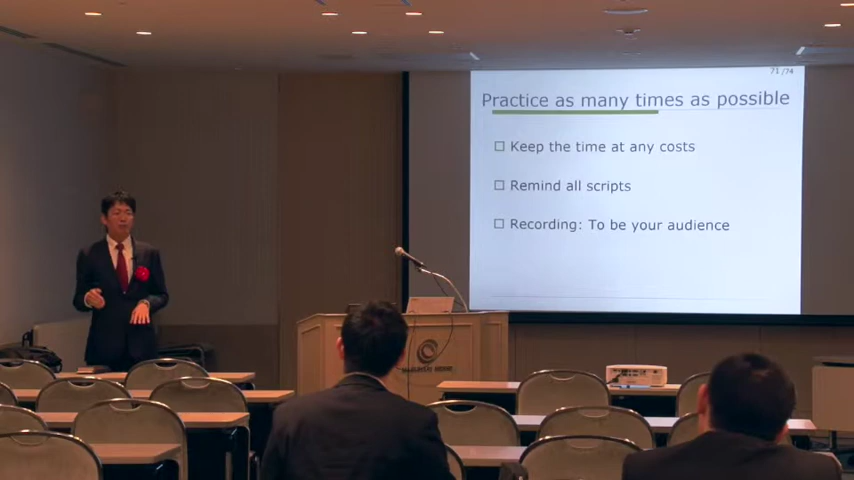 71 /74
Practice as many times as possible
Keep the time at any costs
Remind all scripts
Recording: To be your audience